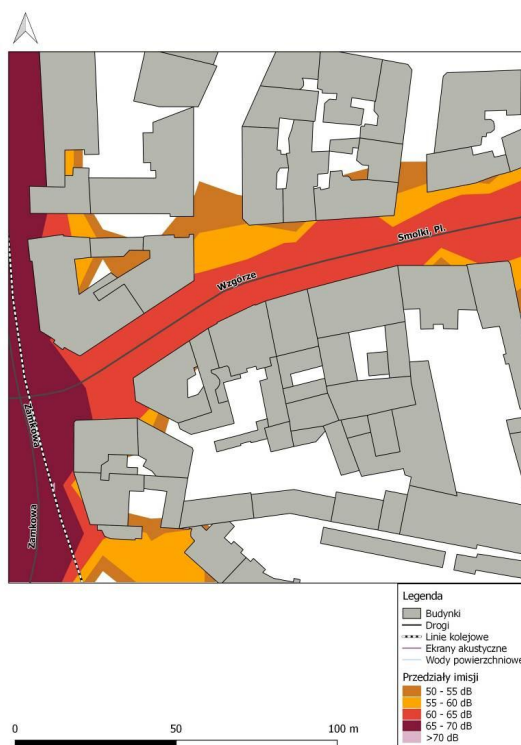 Smolki, Pl.
Wzgórze
Zamkowa
Zamkowa
Legenda
Budynki
Drogi
Linie kolejowe
Ekrany akustyczne
Wody powierzchniowe
Przedziały imisji
50 - 55 dB
55 - 60 dB
60 - 65 dB
65 - 70 dB
>70 dB
0 50 100 m